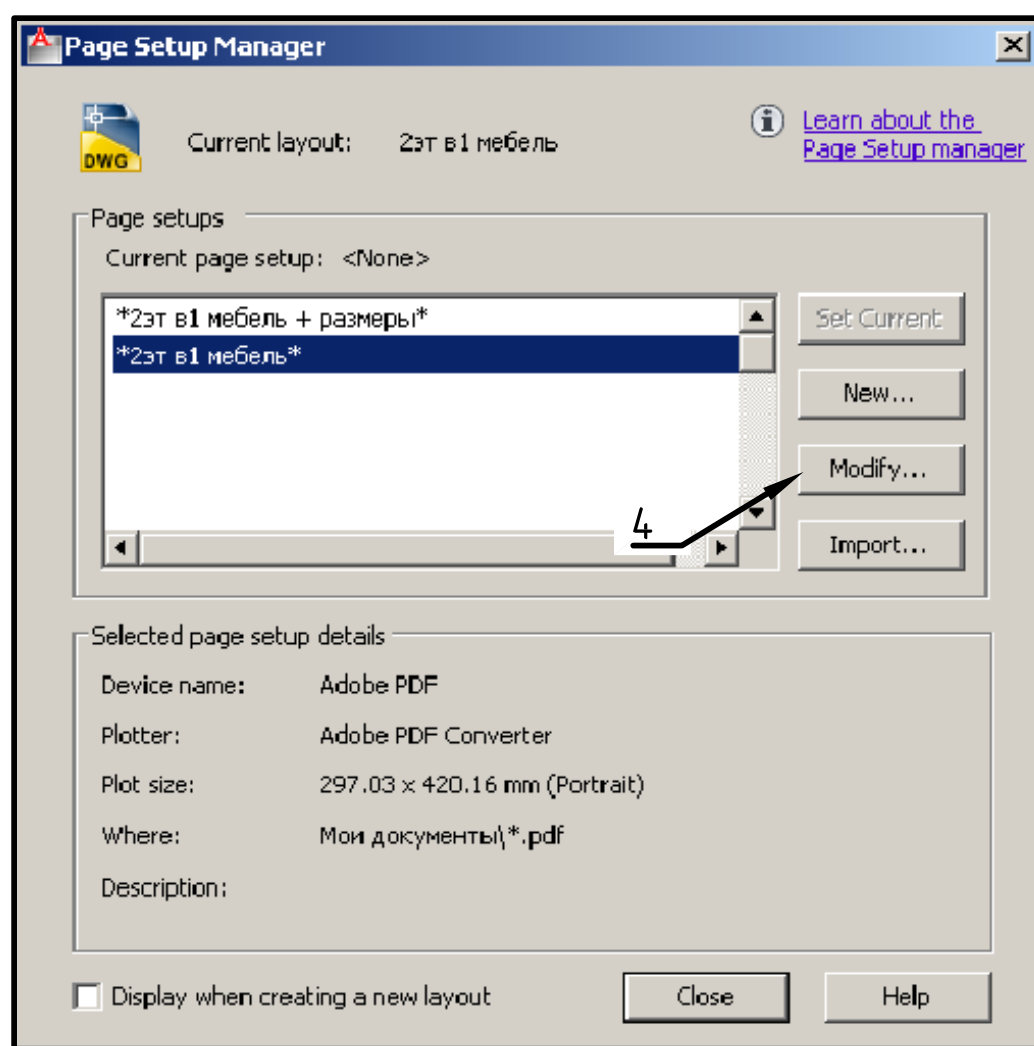 Page Setup Manager
DWG
Current layout: 2эт в1 мебель
Learn about the
Page Setup manager
Page setups
Current page setup: <None>
*2эт в1 мебель + размеры*
Set Current
*2эт в1 мебель*
New...
Modify...
4
Import...
Selected page setup details
Device name: Adobe PDF
Plotter: Adobe PDF Converter
Plot size: 297.03 x 420.16 mm (Portrait)
Where: Мои документы\*.pdf
Description:
Display when creating a new layout
Close
Help